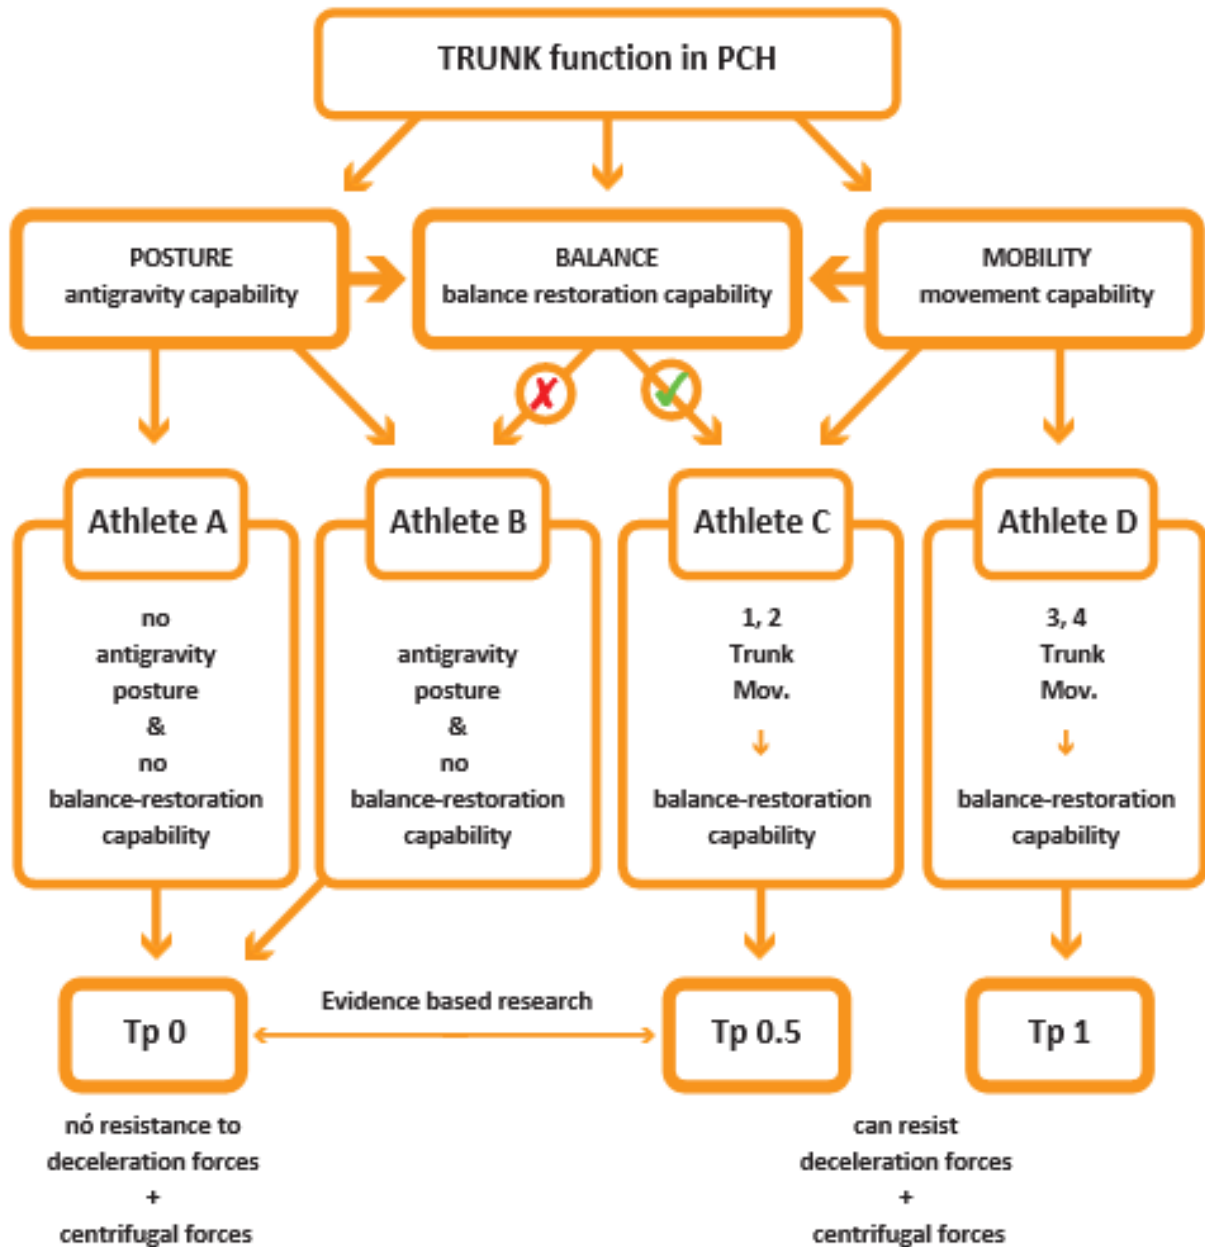 TRUNK function in PCH
POSTURE
antigravity capability
BALANCE
balance restoration capability
MOBILITY
movement capability
✗
✓
Athlete A
no
antigravity
posture
&
no
balance-restoration
capability
Athlete B
antigravity
posture
&
no
balance-restoration
capability
Athlete C
1, 2
Trunk
Mov.
↓
balance-restoration
capability
Athlete D
3, 4
Trunk
Mov.
↓
balance-restoration
capability
Tp 0
Evidence based research
Tp 0.5
Tp 1
nó resistance to
deceleration forces
+
centrifugal forces
can resist
deceleration forces
+
centrifugal forces